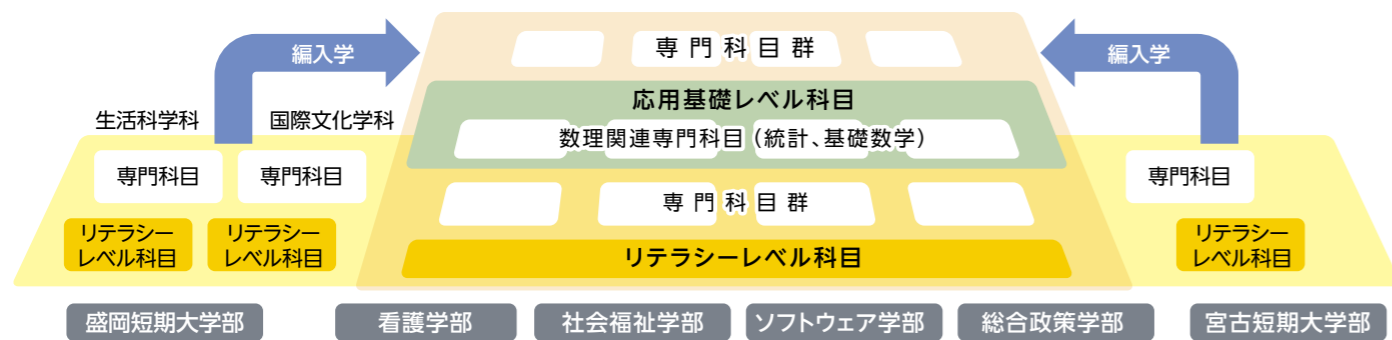 専門科目群
編入学
編入学
応用基礎レベル科目
生活科学科
国際文化学科
数理関連専門科目（統計、基礎数学）
専門科目
専門科目
専門科目
専門科目群
リテラシー
レベル科目
リテラシー
レベル科目
リテラシーレベル科目
リテラシー
レベル科目
盛岡短期大学部
看護学部
社会福祉学部
ソフトウェア学部
総合政策学部
宮古短期大学部